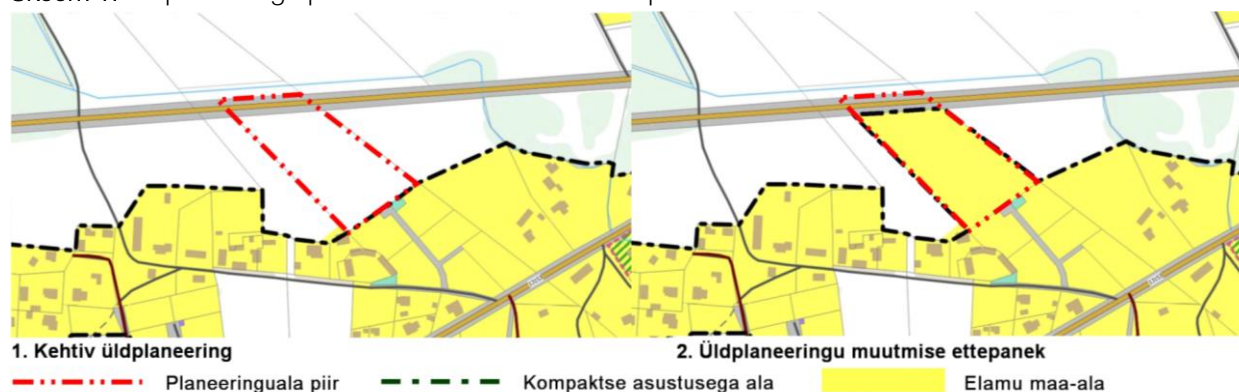 1. Kehtiv üldplaneering
2. Üldplaneeringu muutmise ettepanek
Planeeringuala piir
Kompaktse asustusega ala
Elamu maa-ala